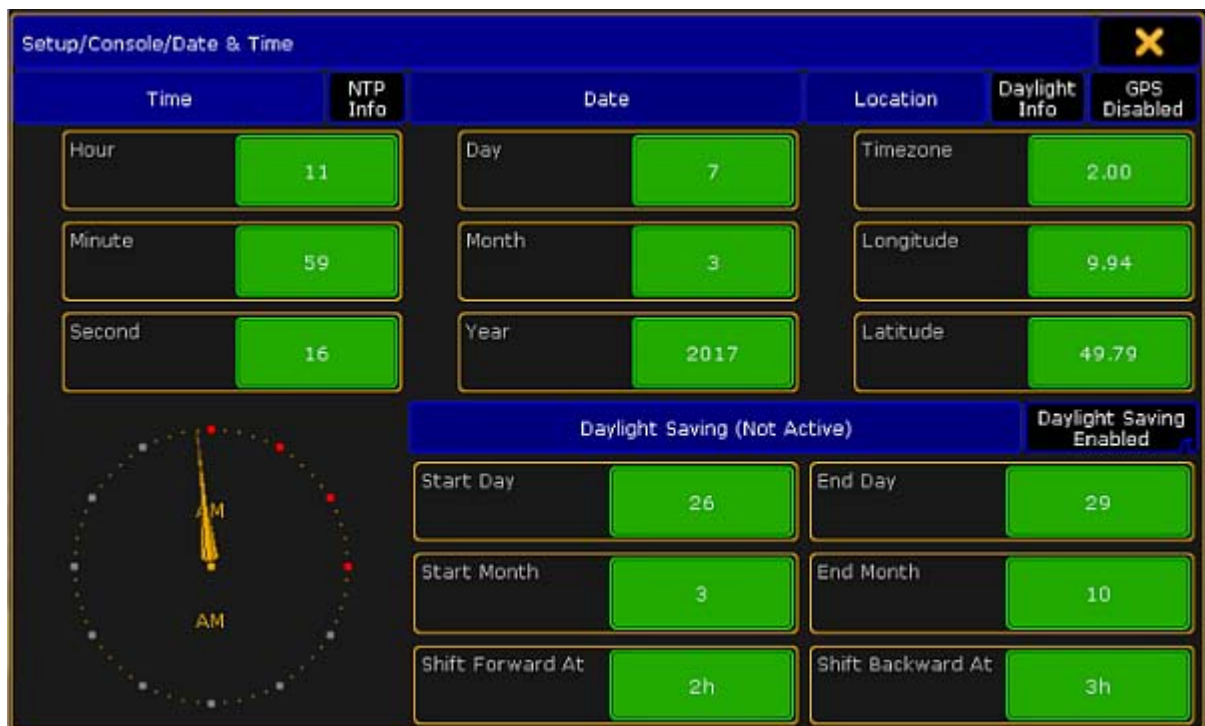 Setup/Console/Date & Time
Time
NTP
Info
Date
Location
Daylight
Info
GPS
Disabled
Hour
11
Day
7
Timezone
2.00
Minute
59
Month
3
Longitude
9.94
Second
16
Year
2017
Latitude
49.79
AM
AM
Daylight Saving (Not Active)
Daylight Saving
Enabled
Start Day
26
End Day
29
Start Month
3
End Month
10
Shift Forward At
2h
Shift Backward At
3h